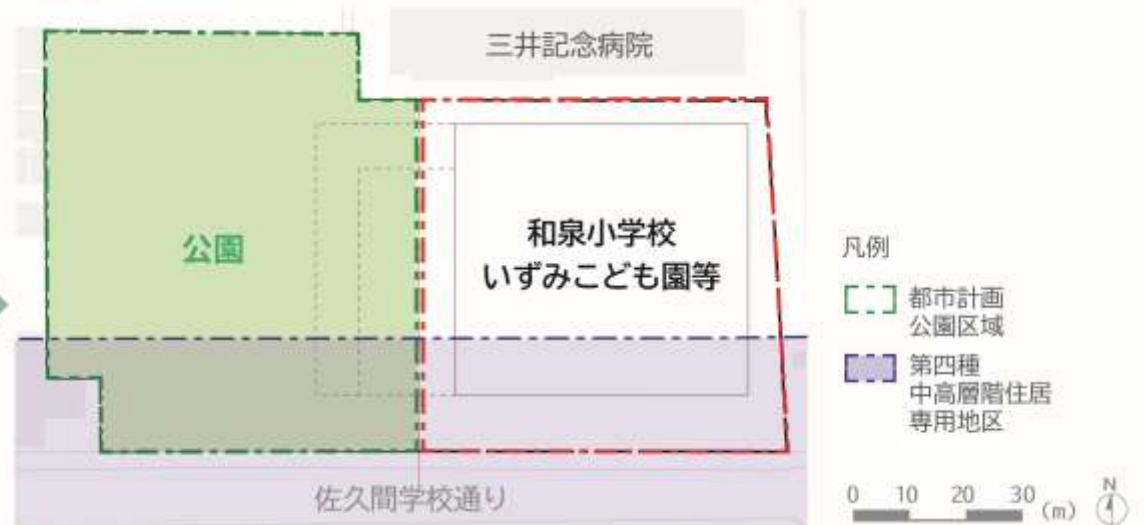 三井記念病院
公園
和泉小学校
いずみこども園等
佐久間学校通り
凡例
都市計画
公園区域
第四種
中高層階住居
専用地区
0 10 20 30 (m)
N